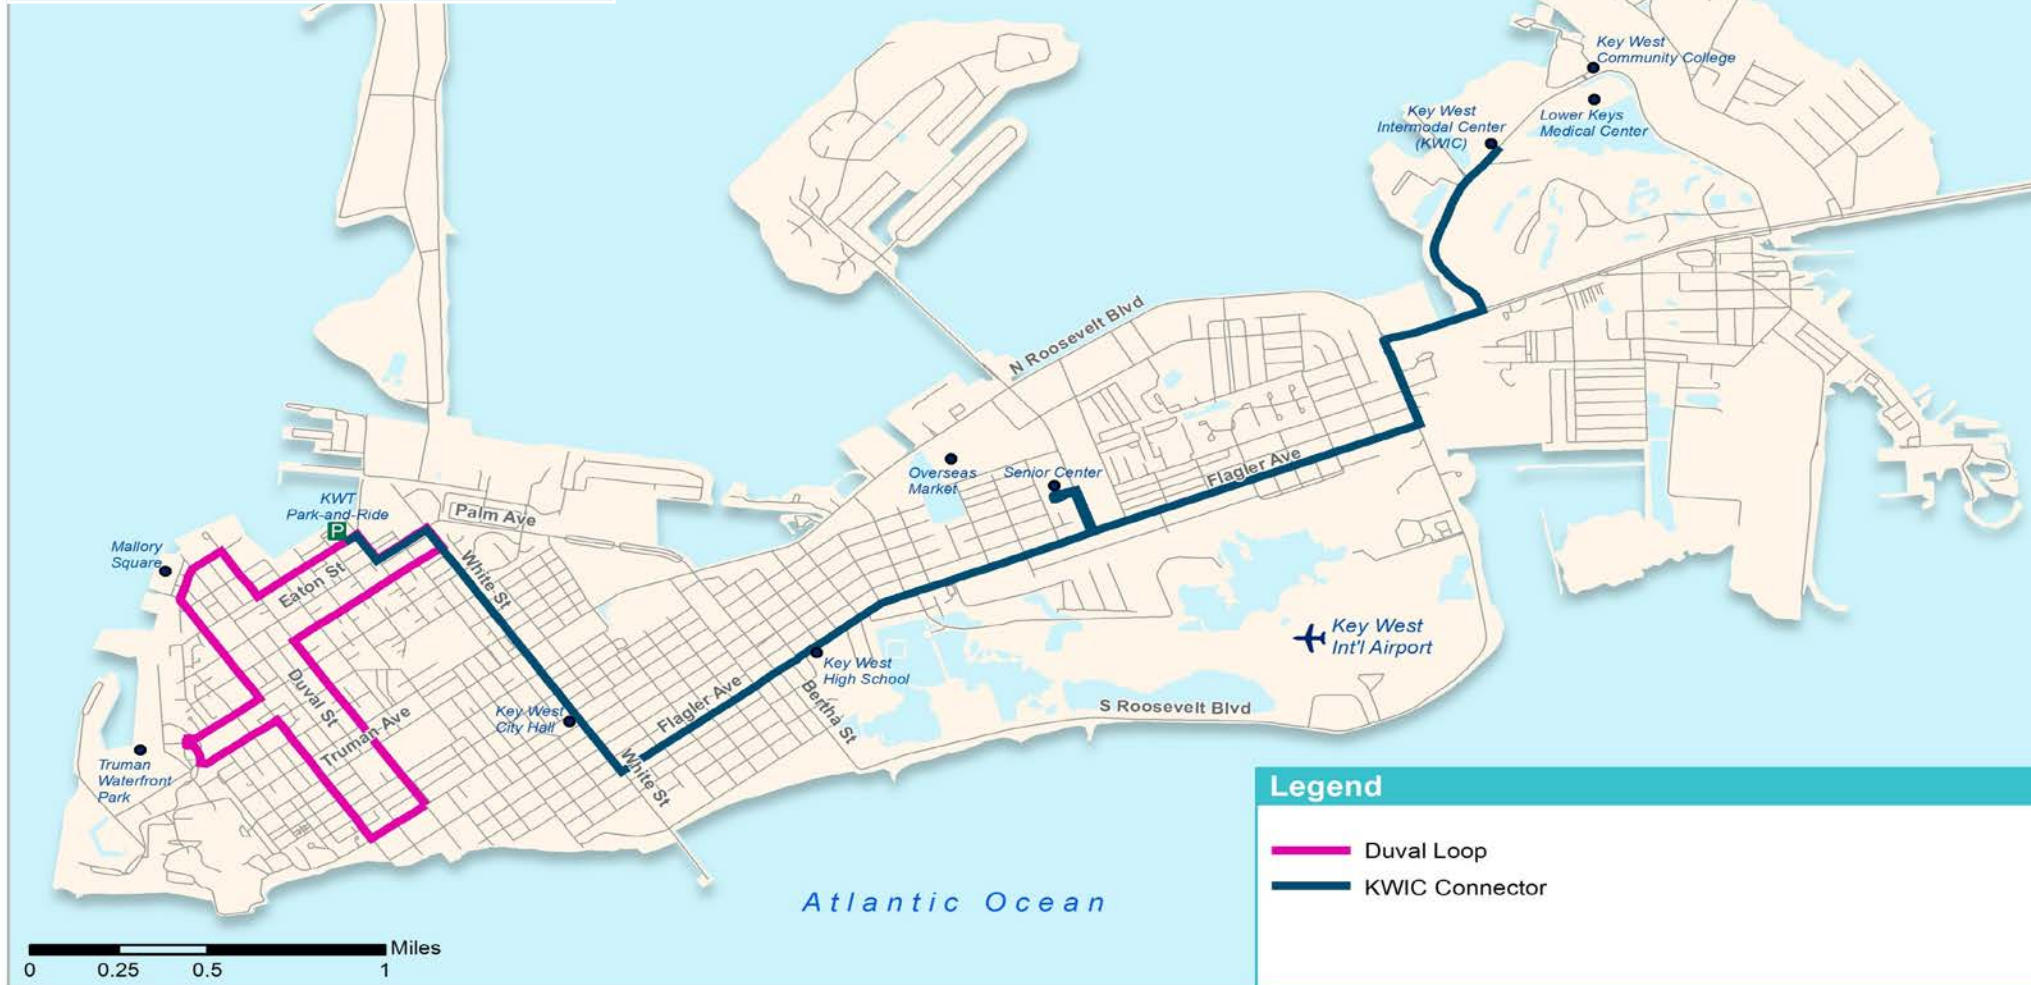 Key West
Community College
Key West
Intermodal Center
(KWIC)
Lower Keys
Medical Center
N Roosevelt Blvd
Overseas
Market
Senior Center
Flagler Ave
KWT
Park-and-Ride
P
Palm Ave
Mallory
Square
Eaton St
White St
Key West
Int'l Airport
Key West
High School
Duval St
Truman Ave
Key West
City Hall
Flagler Ave
Bertha St
S Roosevelt Blvd
White St
Truman
Waterfront
Park
Atlantic Ocean
Legend
Duval Loop
KWIC Connector
Miles
0 0.25 0.5 1